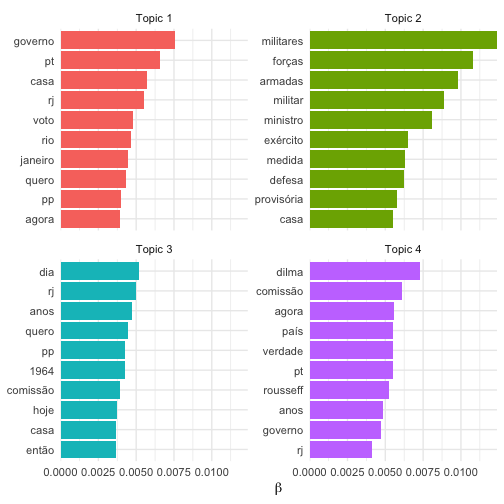 Topic 1
governo
pt
casa
rj
voto
rio
janeiro
quero
pp
agora
Topic 2
militares
forças
armadas
militar
ministro
exército
medida
defesa
provisória
casa
Topic 3
dia
rj
anos
quero
pp
1964
comissão
hoje
casa
então
Topic 4
dilma
comissão
agora
país
verdade
pt
rousseff
anos
governo
rj
0.0000 0.0025 0.0050 0.0075 0.0100
0.0000 0.0025 0.0050 0.0075 0.0100
β